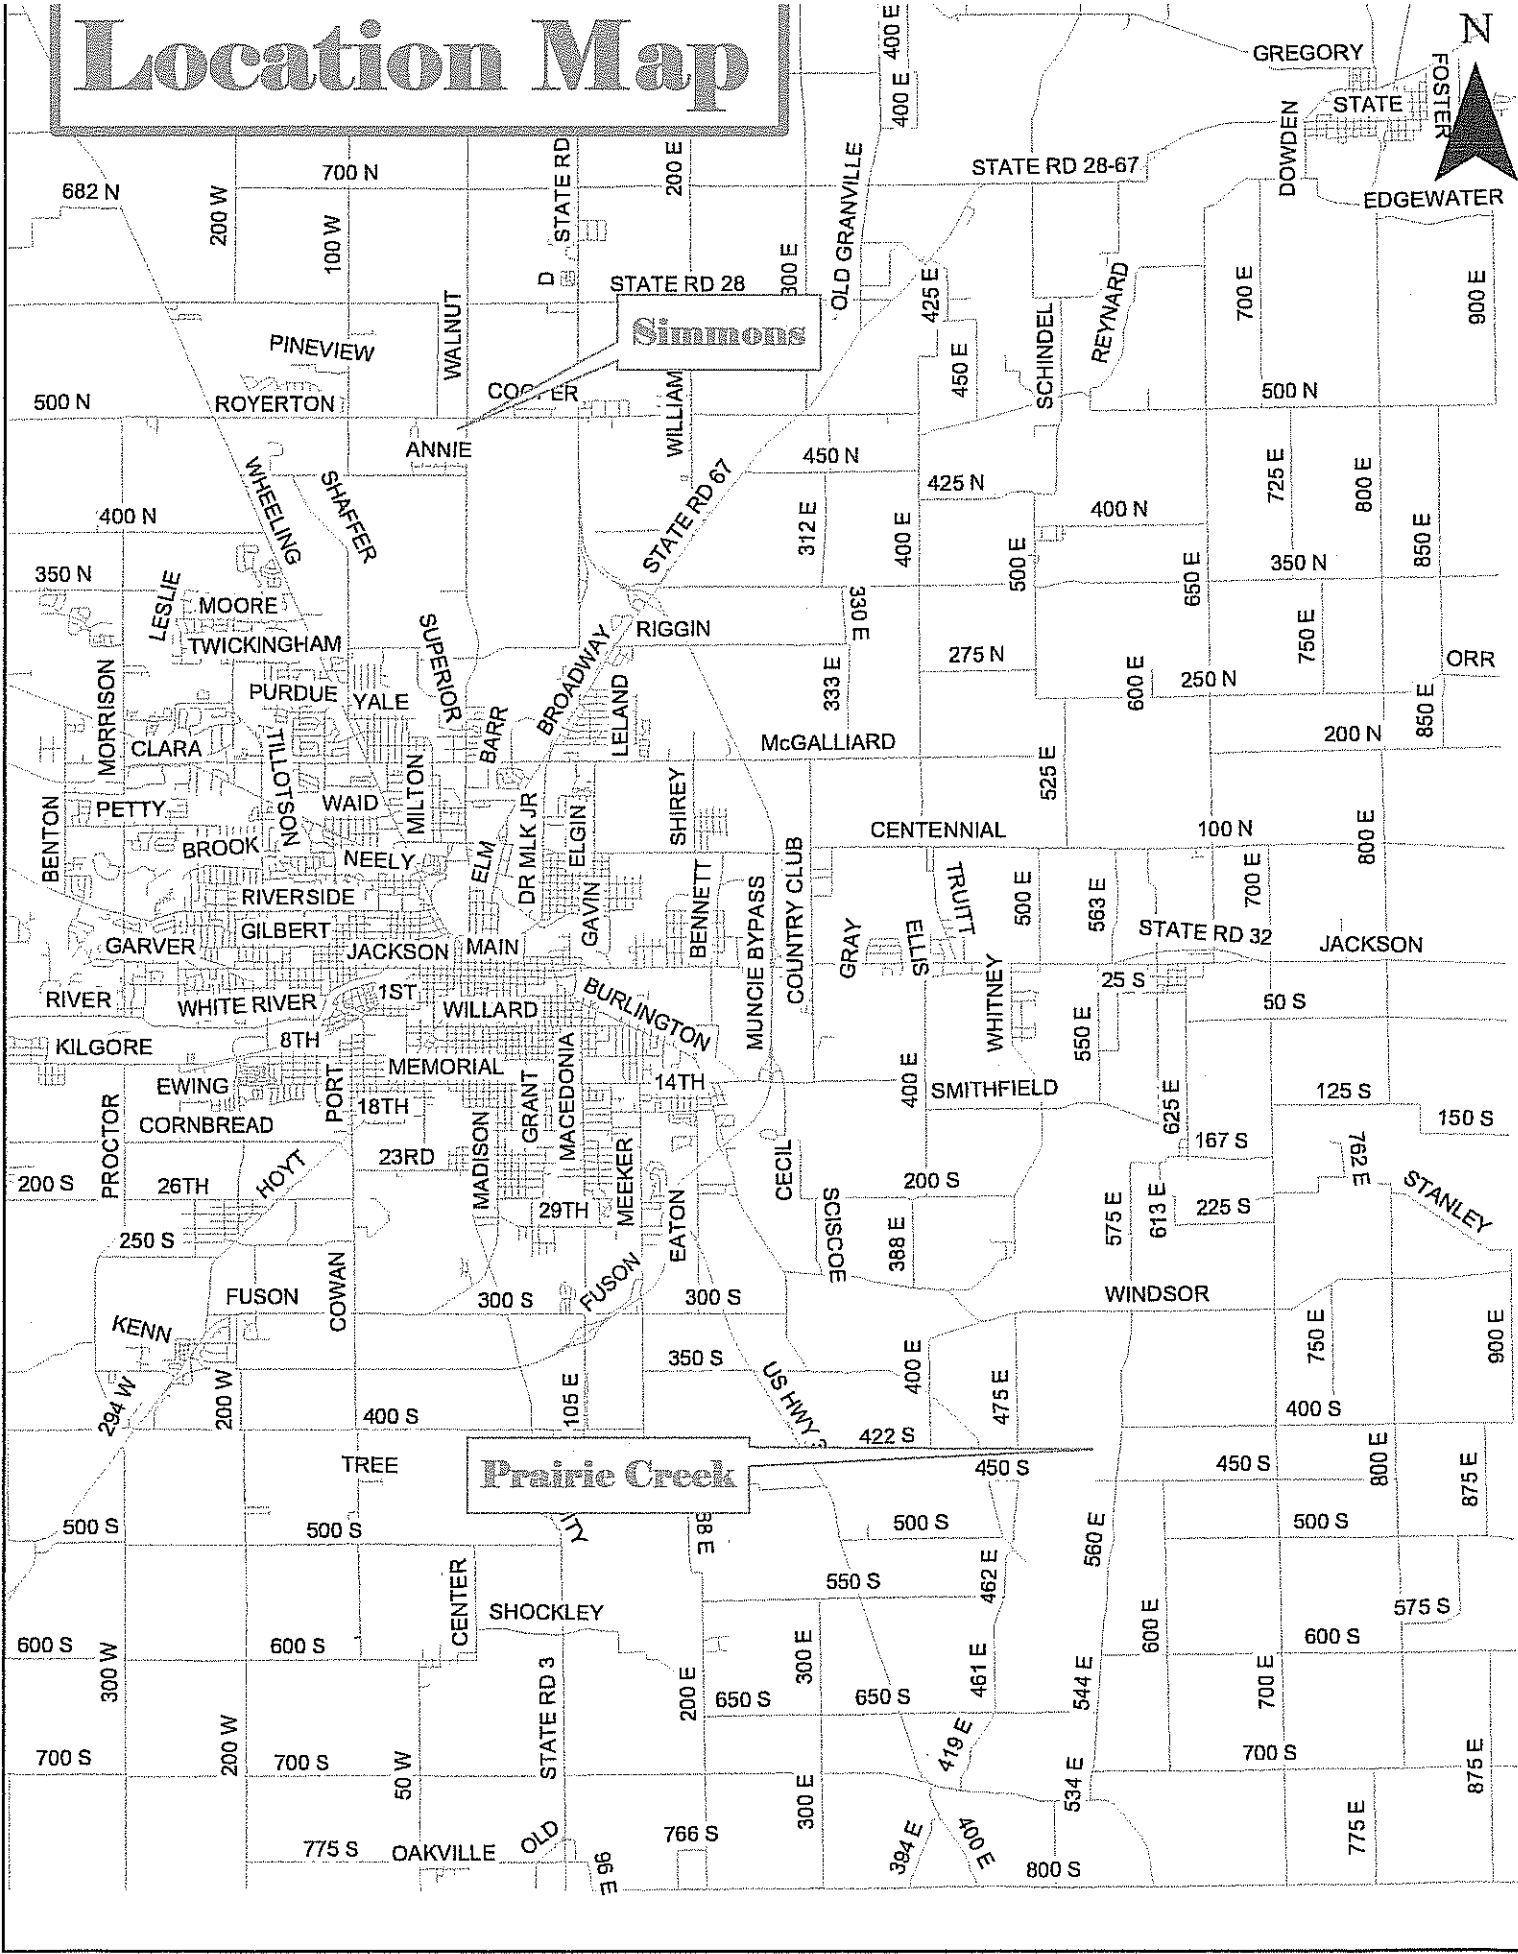 Location Map
N
400 E
GREGORY
FOSTER
400 E
STATE
DOWDEN
STATE RD
200 E
OLD GRANVILLE
STATE RD 28-67
700 N
682 N
EDGEWATER
200 W
100 W
D
STATE RD 28
300 E
425 E
REYNARD
700 E
900 E
Simmons
WALNUT
PINEVIEW
SCHINDEL
450 E
500 N
ROYERTON
WILLIAM
500 N
ANNIE
450 N
WHEELING
SHAFFER
STATE RD 67
425 N
725 E
800 E
400 N
312 E
400 E
400 N
850 E
350 N
500 E
650 E
350 N
LESLIE
MOORE
330 E
RIGGIN
TWICKINGHAM
SUPERIOR
BROADWAY
750 E
275 N
ORR
MORRISON
PURDUE
YALE
333 E
600 E
250 N
LELAND
BARR
850 E
CLARA
TILLOTSON
McGALLIARD
200 N
MILTON
525 E
PETTY
WAID
DR MLK JR
ELGIN
SHIREY
BENTON
BROOK
NEELY
CENTENNIAL
100 N
800 E
ELM
RIVERSIDE
TRUITT
500 E
563 E
700 E
GILBERT
GAVIN
BENNETT
MUNCIE BYPASS
COUNTRY CLUB
GARVER
JACKSON
MAIN
GRAY
ELLIS
STATE RD 32
JACKSON
RIVER
WHITE RIVER
1ST
WILLARD
BURLINGTON
WHITNEY
25 S
50 S
KILGORE
8TH
550 E
MEMORIAL
MACEDONIA
EWING
PORT
14TH
400 E
SMITHFIELD
125 S
CORNBREAD
18TH
GRANT
625 E
150 S
PROCTOR
23RD
MADISON
CECIL
167 S
762 E
200 S
26TH
HOYT
MEEKER
200 S
STANLEY
29TH
EATON
SCISCOE
388 E
575 E
613 E
225 S
250 S
COWAN
FUSON
300 S
FUSON
300 S
WINDSOR
KENN
350 S
400 E
750 E
900 E
294 W
200 W
105 E
US HWY
475 E
400 S
400 S
422 S
TREE
Prairie Creek
450 S
450 S
800 E
875 E
500 S
500 S
500 S
560 E
500 S
CENTER
550 S
462 E
SHOCKLEY
575 S
600 S
600 S
300 E
600 E
600 S
300 W
STATE RD 3
200 E
650 S
650 S
461 E
544 E
700 E
200 W
419 E
700 S
700 S
50 W
700 S
875 E
300 E
534 E
775 S
OAKVILLE
OLD
766 S
394 E
400 E
775 E
96 E
800 S